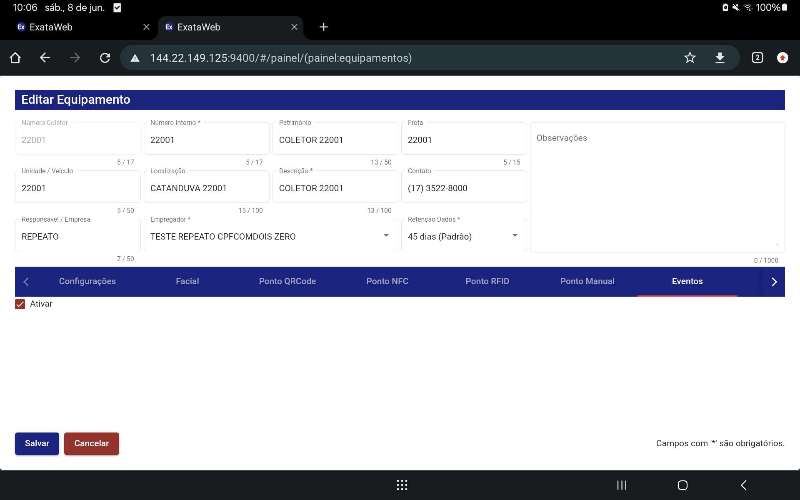 10:06 sáb., 8 de jun. 100%
ExataWeb
ExataWeb
144.22.149.125:9400/#/painel/(painel:equipamentos)
2
Editar Equipamento
Número Coletor
22001
5 / 17
Número Interno *
22001
5 / 17
Patrimônio
COLETOR 22001
13 / 50
Frota
22001
5 / 15
Observações
0 / 1000
Unidade / Veículo
22001
5 / 50
Localização
CATANDUVA 22001
15 / 100
Descrição *
COLETOR 22001
13 / 100
Contato
(17) 3522-8000
Responsável / Empresa
REPEATO
7 / 50
Empregador *
TESTE REPEATO CPFCOMDOIS ZERO
Retenção Dados *
45 dias (Padrão)
Configurações Facial Ponto QRCode Ponto NFC Ponto RFID Ponto Manual Eventos
Ativar
Salvar Cancelar
Campos com '*' são obrigatórios.